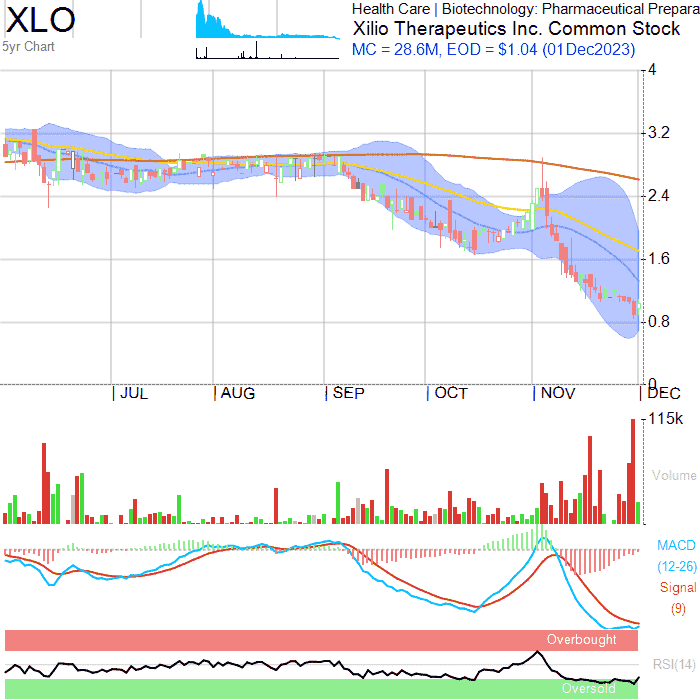 XLO
5yr Chart
Health Care | Biotechnology: Pharmaceutical Prepara
Xilio Therapeutics Inc. Common Stock
MC = 28.6M, EOD = $1.04 (01Dec2023)
4
3.2
2.4
1.6
0.8
0
JUL
AUG
SEP
OCT
NOV
DEC
115k
Volume
MACD
(12-26)
Signal
(9)
Overbought
RSI(14)
Oversold